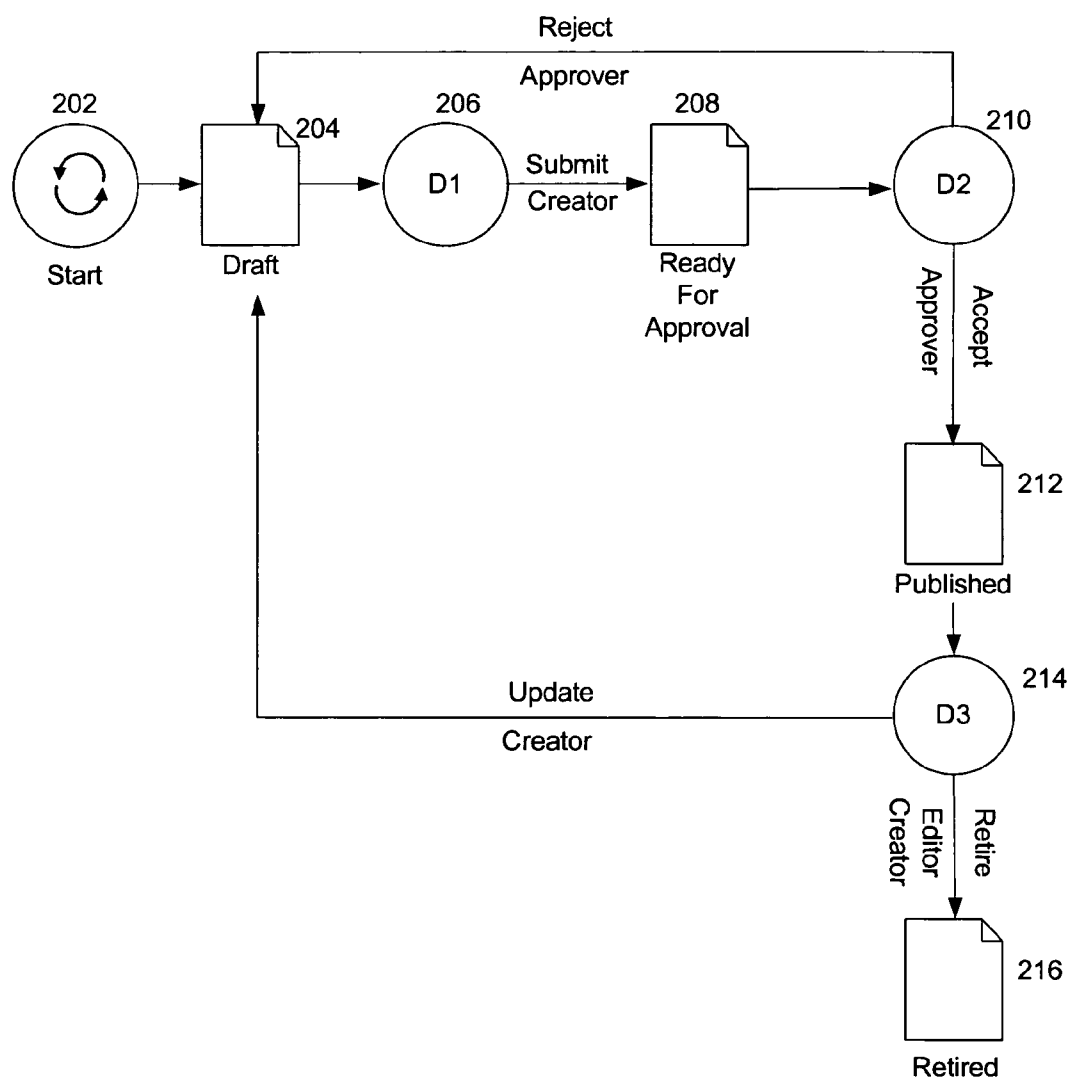 Reject
Approver
202
204
206
208
210
D1
Submit
Creator
D2
Start
Draft
Ready
For
Approval
Accept
Approver
212
Published
214
D3
Update
Creator
Retire
Editor
Creator
216
Retired